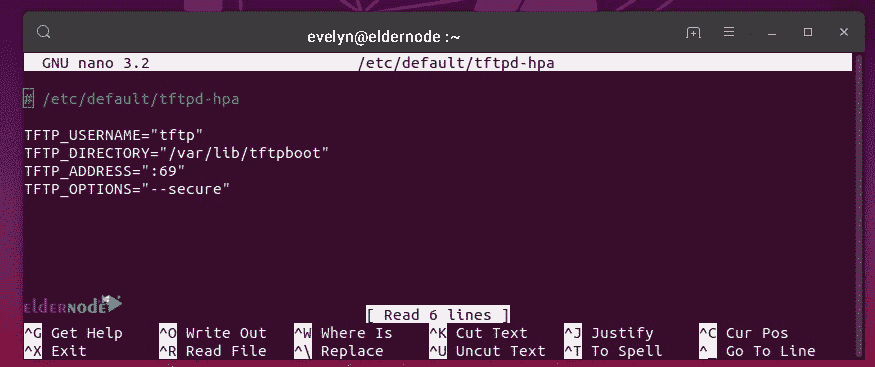 evelyn@eldernode :~
GNU nano 3.2 /etc/default/tftpd-hpa
# /etc/default/tftpd-hpa
TFTP_USERNAME="tftp"
TFTP_DIRECTORY="/var/lib/tftpboot"
TFTP_ADDRESS=":69"
TFTP_OPTIONS="--secure"
eldernode
[ Read 6 lines ]
^G Get Help ^O Write Out ^W Where Is ^K Cut Text ^J Justify ^C Cur Pos
^X Exit ^R Read File ^\ Replace ^U Uncut Text ^T To Spell ^_ Go To Line